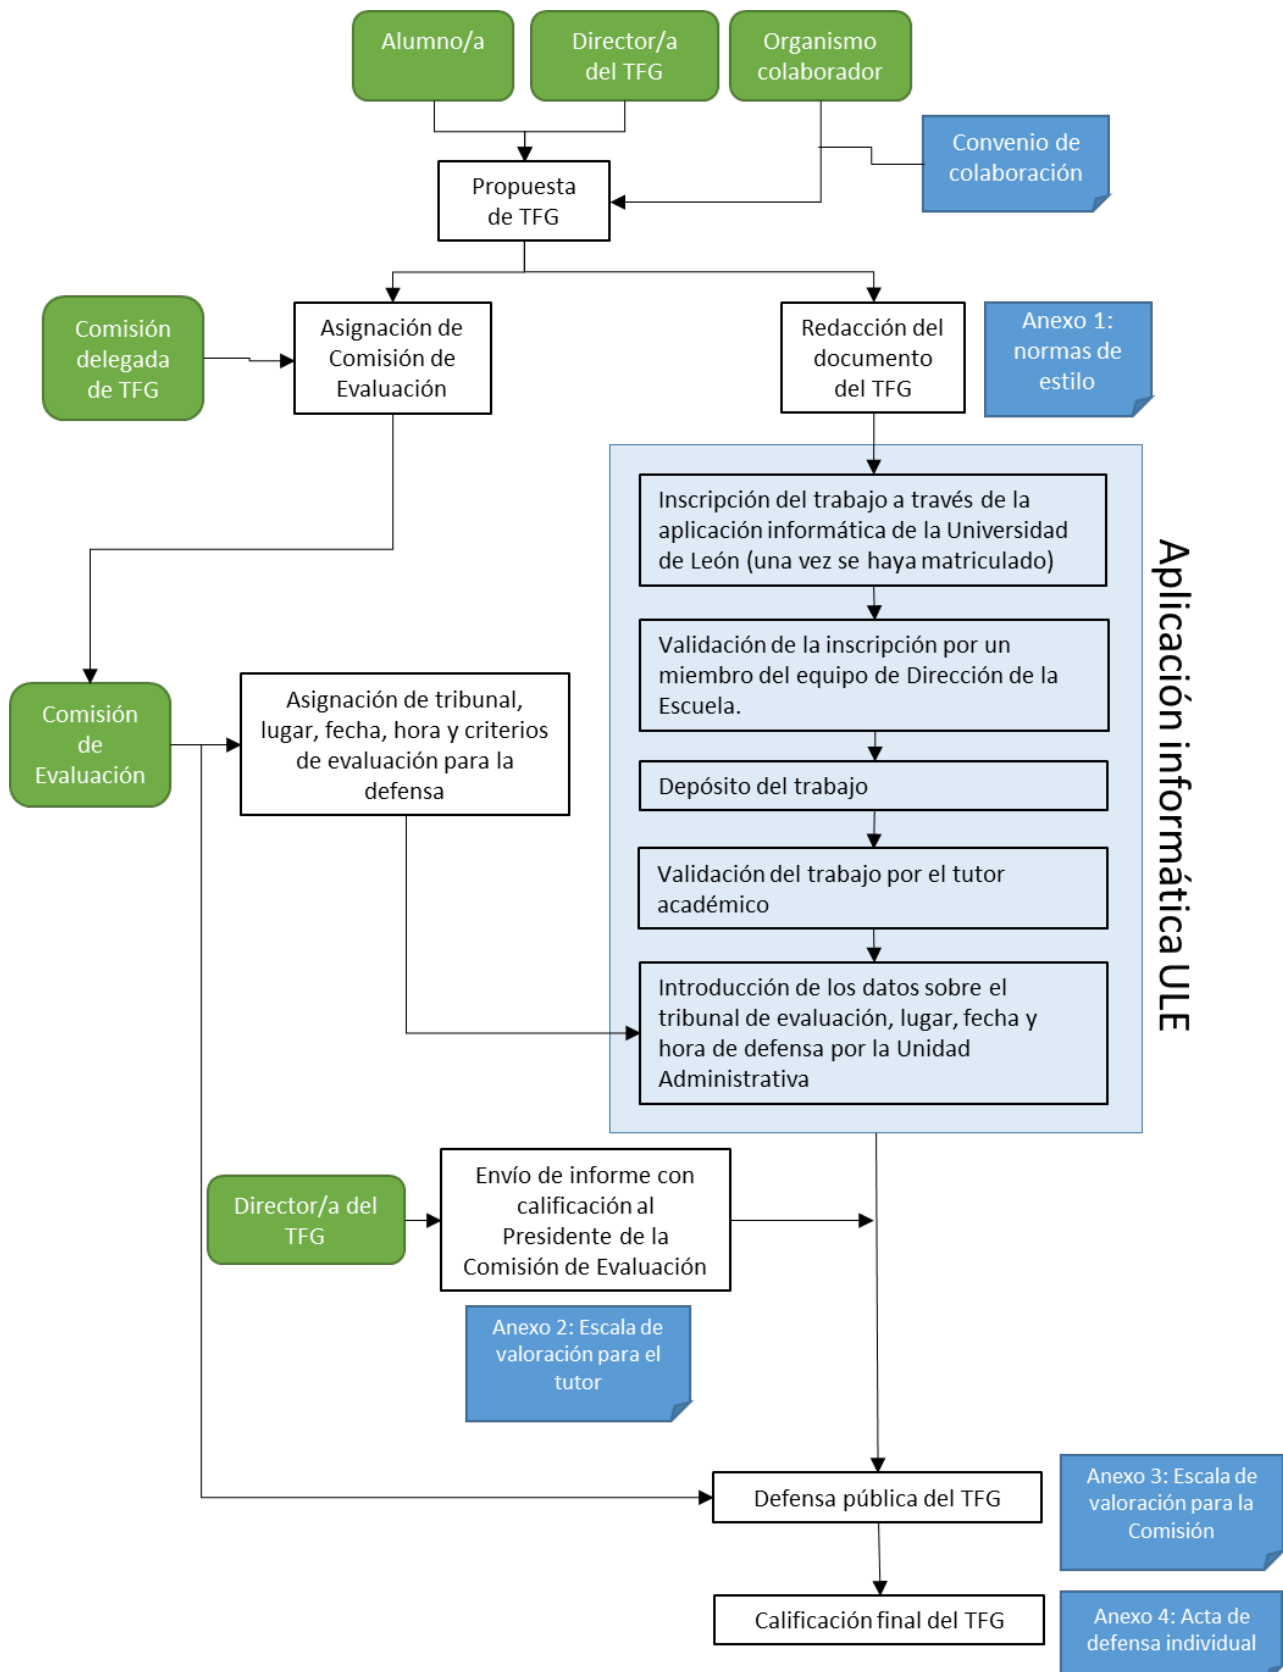 Alumno/a
Director/a
del TFG
Organismo
colaborador
Convenio de
colaboración
Propuesta
de TFG
Comisión
delegada
de TFG
Asignación de
Comisión de
Evaluación
Redacción del
documento
del TFG
Anexo 1:
normas de
estilo
Inscripción del trabajo a través de la
aplicación informática de la Universidad
de León (una vez se haya matriculado)
Validación de la inscripción por un
miembro del equipo de Dirección de la
Escuela.
Depósito del trabajo
Validación del trabajo por el tutor
académico
Introducción de los datos sobre el
tribunal de evaluación, lugar, fecha y
hora de defensa por la Unidad
Administrativa
Aplicación informática ULE
Comisión
de
Evaluación
Asignación de tribunal,
lugar, fecha, hora y criterios
de evaluación para la
defensa
Director/a del
TFG
Envío de informe con
calificación al
Presidente de la
Comisión de Evaluación
Anexo 2: Escala de
valoración para el
tutor
Defensa pública del TFG
Anexo 3: Escala de
valoración para la
Comisión
Calificación final del TFG
Anexo 4: Acta de
defensa individual